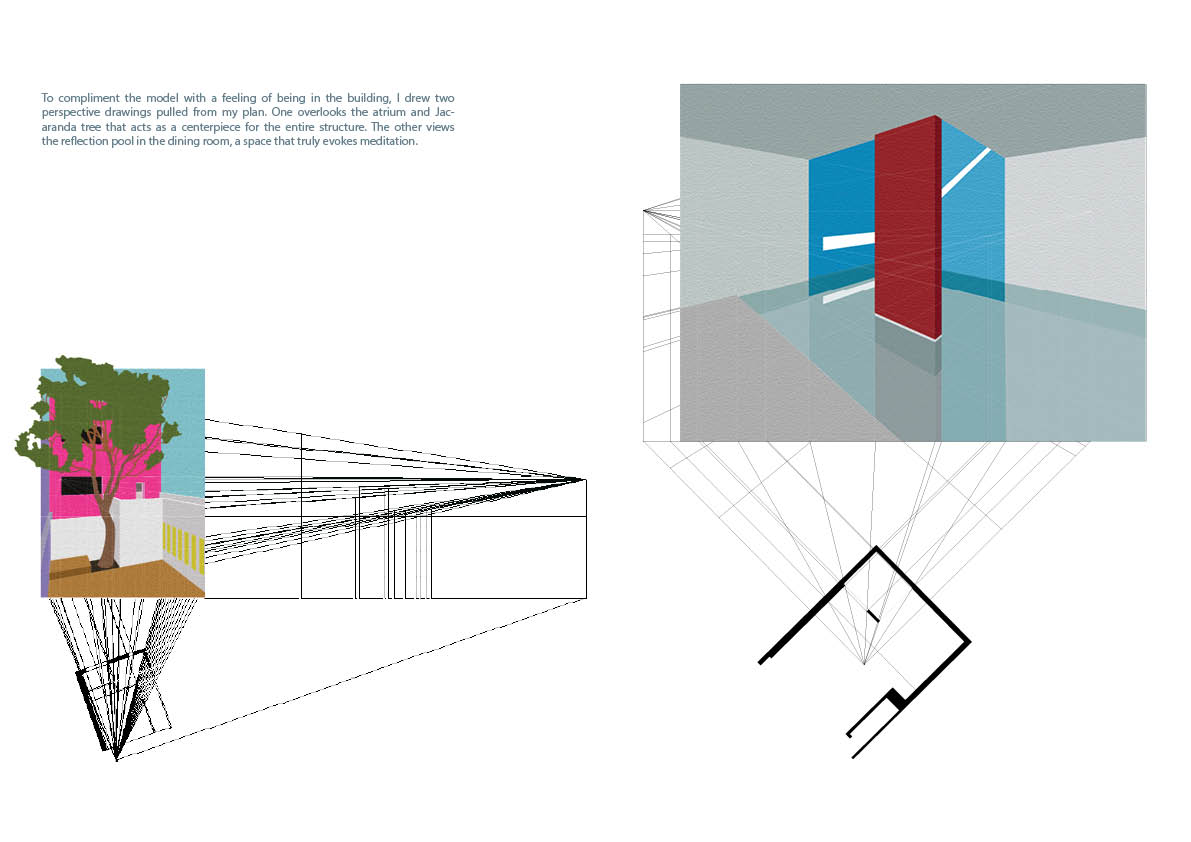 To compliment the model with a feeling of being in the building, I drew two
perspective drawings pulled from my plan. One overlooks the atrium and Jac-
aranda tree that acts as a centerpiece for the entire structure. The other views
the reflection pool in the dining room, a space that truly evokes meditation.